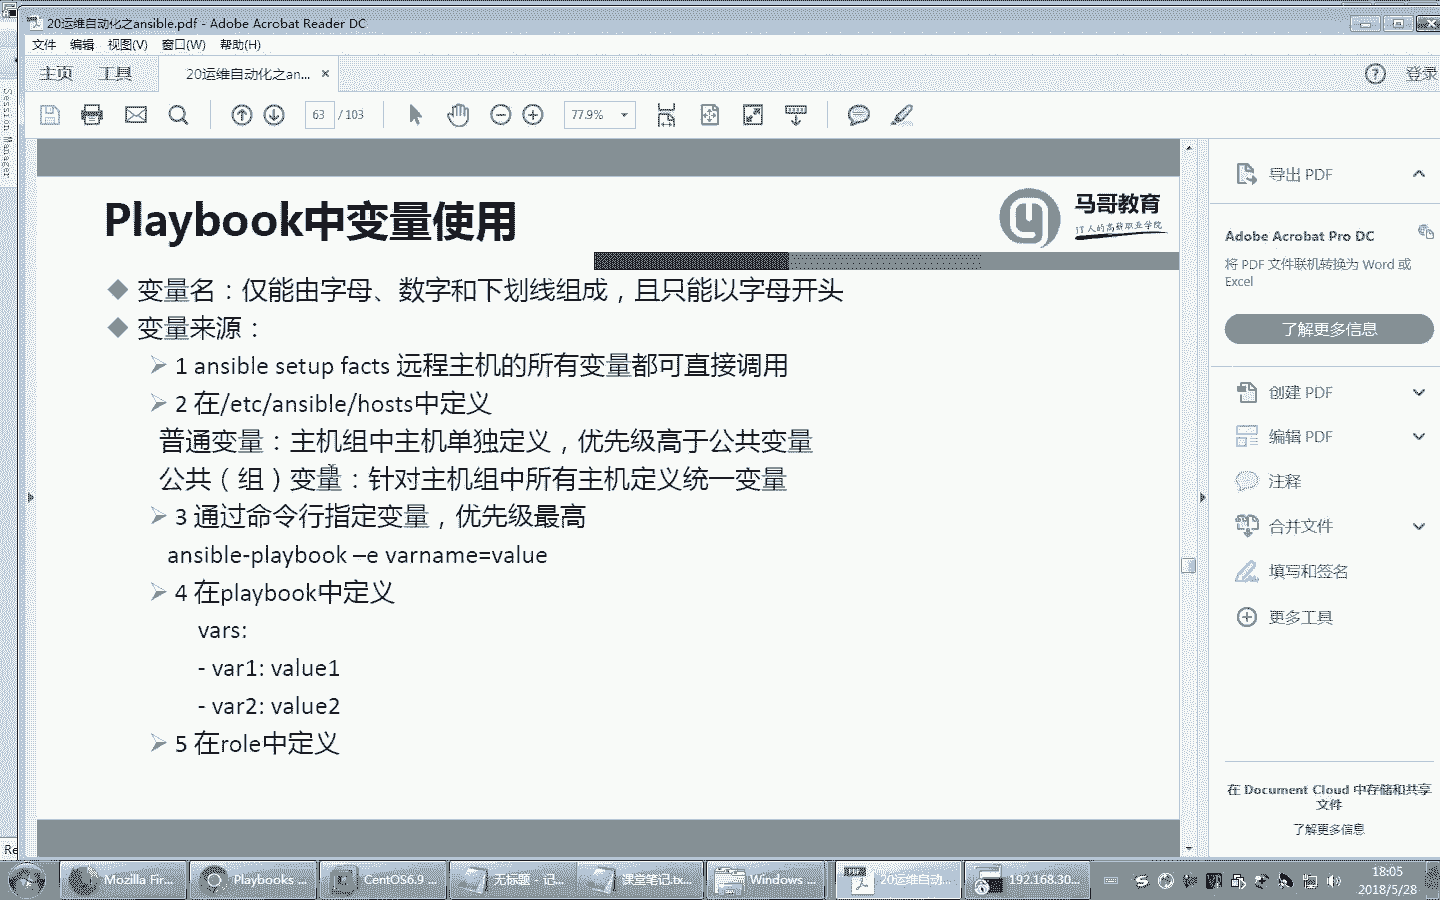 20运维自动化之ansible.pdf - Adobe Acrobat Reader DC
文件 编辑 视图(V) 窗口(W) 帮助(H)
主页 工具 20运维自动化之an... × ? 登录
63 / 103 77.9%
Session Manager
Playbook中变量使用
马哥教育
IT人的高薪职业学院
变量名：仅能由字母、数字和下划线组成，且只能以字母开头
变量来源：
1 ansible setup facts 远程主机的所有变量都可直接调用
2 在/etc/ansible/hosts中定义
普通变量：主机组中主机单独定义，优先级高于公共变量
公共（组）变量：针对主机组中所有主机定义统一变量
3 通过命令行指定变量，优先级最高
ansible-playbook –e varname=value
4 在playbook中定义
vars:
- var1: value1
- var2: value2
5 在role中定义
导出 PDF
Adobe Acrobat Pro DC
将 PDF 文件联机转换为 Word 或
Excel
了解更多信息
创建 PDF
编辑 PDF
注释
合并文件
填写和签名
更多工具
在 Document Cloud 中存储和共享
文件
了解更多信息
Re
Mozilla Fir... Playbooks ... CentOS6.9 ... 无标题 - 记... 课堂笔记.tx... Windows ... 20运维自动... 192.168.30...
18:05
2018/5/28